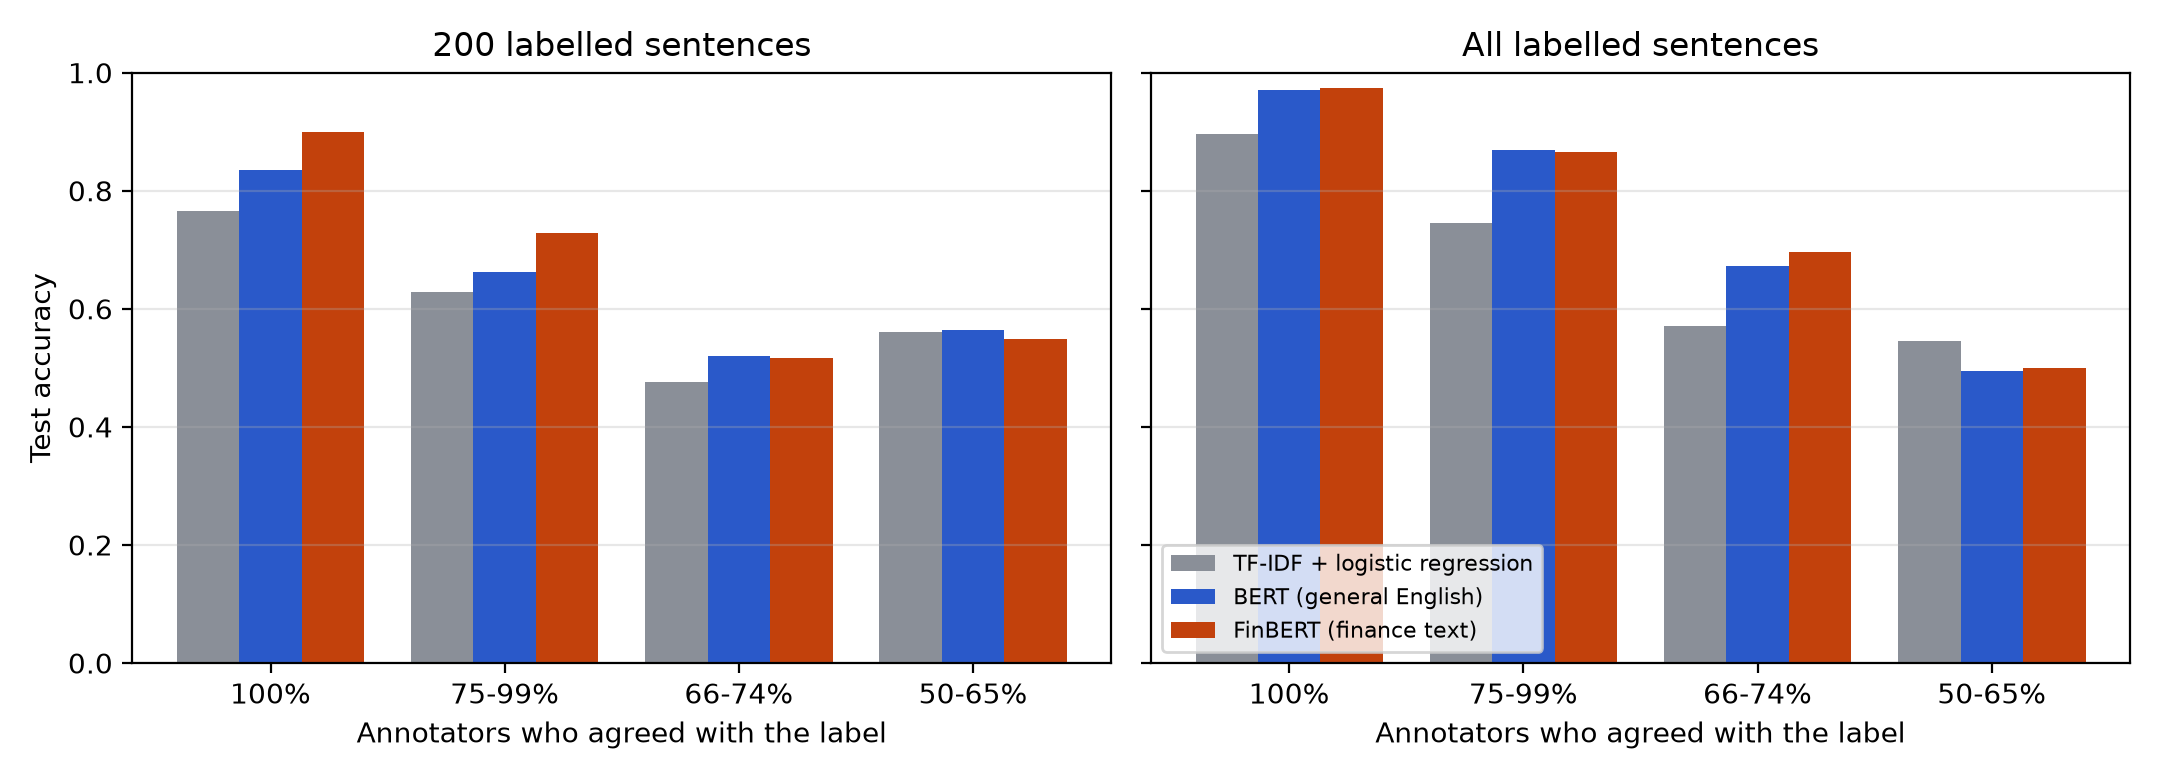 200 labelled sentences
All labelled sentences
Test accuracy
1.0
0.8
0.6
0.4
0.2
0.0
100%
75-99%
66-74%
50-65%
Annotators who agreed with the label
TF-IDF + logistic regression
BERT (general English)
FinBERT (finance text)
100%
75-99%
66-74%
50-65%
Annotators who agreed with the label